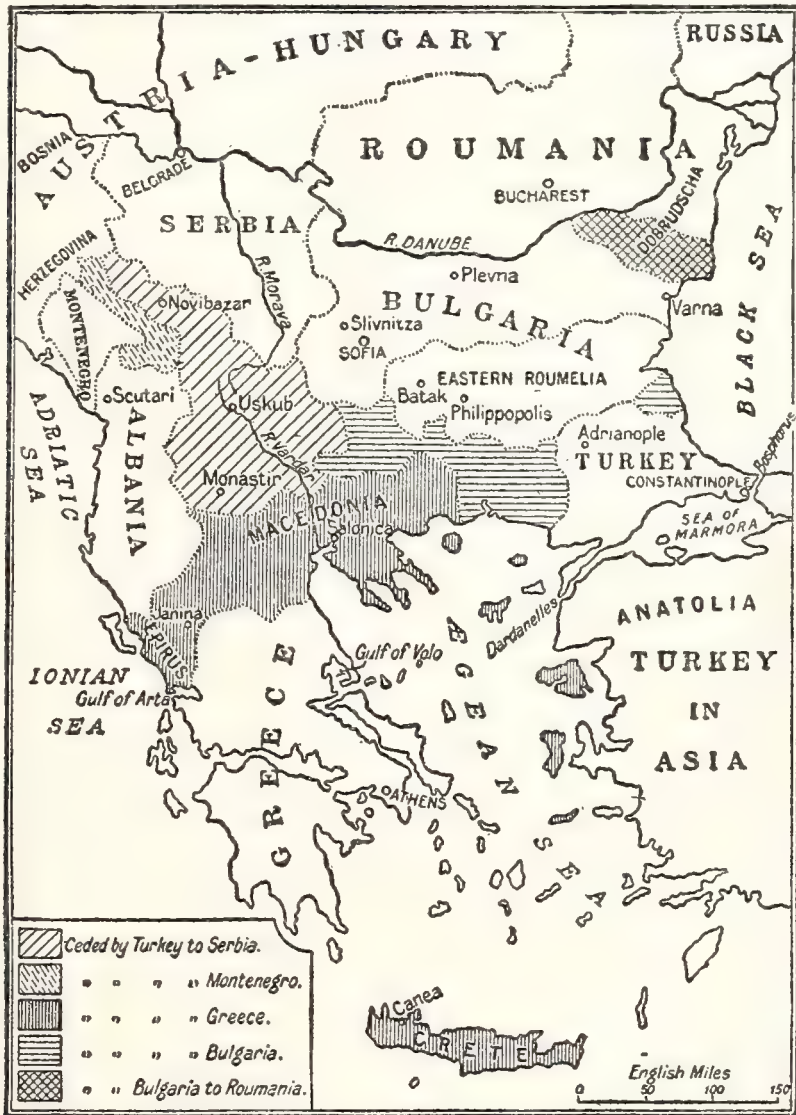 AUSTRIA-HUNGARY
RUSSIA
ROUMANIA
BOSNIA
BELGRADE
BUCHAREST
DOBRUDSCHA
SERBIA
R. DANUBE
HERZEGOVINA
R. Morava
Plevna
BLACK SEA
Novibazar
BULGARIA
Varna
MONTENEGRO
Slivnitza
SOFIA
EASTERN ROUMELIA
Batak
Philippopolis
Scutari
Uskub
ADRIATIC SEA
ALBANIA
R. Vardar
Adrianople
TURKEY
Bosphorus
CONSTANTINOPLE
Monastir
MACEDONIA
Salonica
SEA OF
MARMORA
Janina
EPIRUS
Dardanelles
ANATOLIA
IONIAN
SEA
Gulf of Arta
Gulf of Volo
ÆGEAN SEA
TURKEY
IN
ASIA
GREECE
ATHENS
Ceded by Turkey to Serbia.
" " " " Montenegro.
" " " " Greece.
" " " " Bulgaria.
" " Bulgaria to Roumania.
Canea
CRETE
English Miles
0 50 100 150